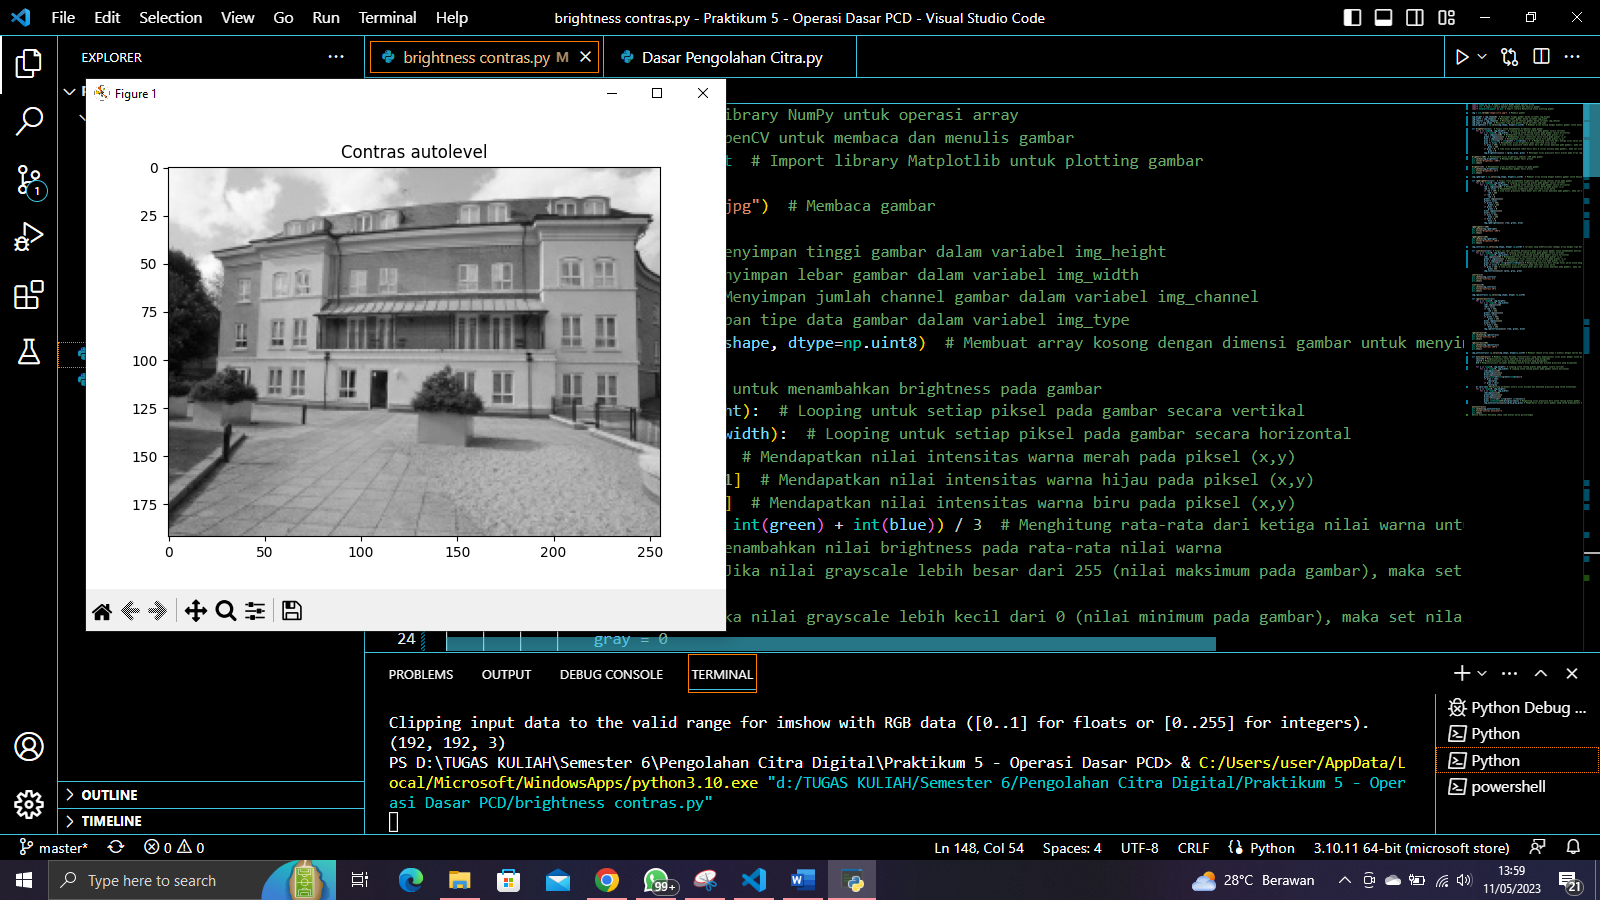 File Edit Selection View Go Run Terminal Help
brightness contras.py - Praktikum 5 - Operasi Dasar PCD - Visual Studio Code
EXPLORER
brightness contras.py M
Dasar Pengolahan Citra.py
Figure 1
Contras autolevel
0
25
50
75
100
125
150
175
0 50 100 150 200 250
ibrary NumPy untuk operasi array
penCV untuk membaca dan menulis gambar
t # Import library Matplotlib untuk plotting gambar
jpg") # Membaca gambar
enyimpan tinggi gambar dalam variabel img_height
nyimpan lebar gambar dalam variabel img_width
Menyimpan jumlah channel gambar dalam variabel img_channel
pan tipe data gambar dalam variabel img_type
shape, dtype=np.uint8) # Membuat array kosong dengan dimensi gambar untuk menyi
untuk menambahkan brightness pada gambar
ht): # Looping untuk setiap piksel pada gambar secara vertikal
width): # Looping untuk setiap piksel pada gambar secara horizontal
# Mendapatkan nilai intensitas warna merah pada piksel (x,y)
1] # Mendapatkan nilai intensitas warna hijau pada piksel (x,y)
] # Mendapatkan nilai intensitas warna biru pada piksel (x,y)
int(green) + int(blue)) / 3 # Menghitung rata-rata dari ketiga nilai warna unt
enambahkan nilai brightness pada rata-rata nilai warna
Jika nilai grayscale lebih besar dari 255 (nilai maksimum pada gambar), maka set
ka nilai grayscale lebih kecil dari 0 (nilai minimum pada gambar), maka set nila
24 gray = 0
PROBLEMS OUTPUT DEBUG CONSOLE TERMINAL
Clipping input data to the valid range for imshow with RGB data ([0..1] for floats or [0..255] for integers).
(192, 192, 3)
PS D:\TUGAS KULIAH\Semester 6\Pengolahan Citra Digital\Praktikum 5 - Operasi Dasar PCD> & C:/Users/user/AppData/L
ocal/Microsoft/WindowsApps/python3.10.exe "d:/TUGAS KULIAH/Semester 6/Pengolahan Citra Digital/Praktikum 5 - Oper
asi Dasar PCD/brightness contras.py"
Python Debug ...
Python
Python
powershell
1
OUTLINE
TIMELINE
master* 0 0
Ln 148, Col 54 Spaces: 4 UTF-8 CRLF Python 3.10.11 64-bit (microsoft store)
Type here to search
99+
28°C Berawan
13:59
11/05/2023
21